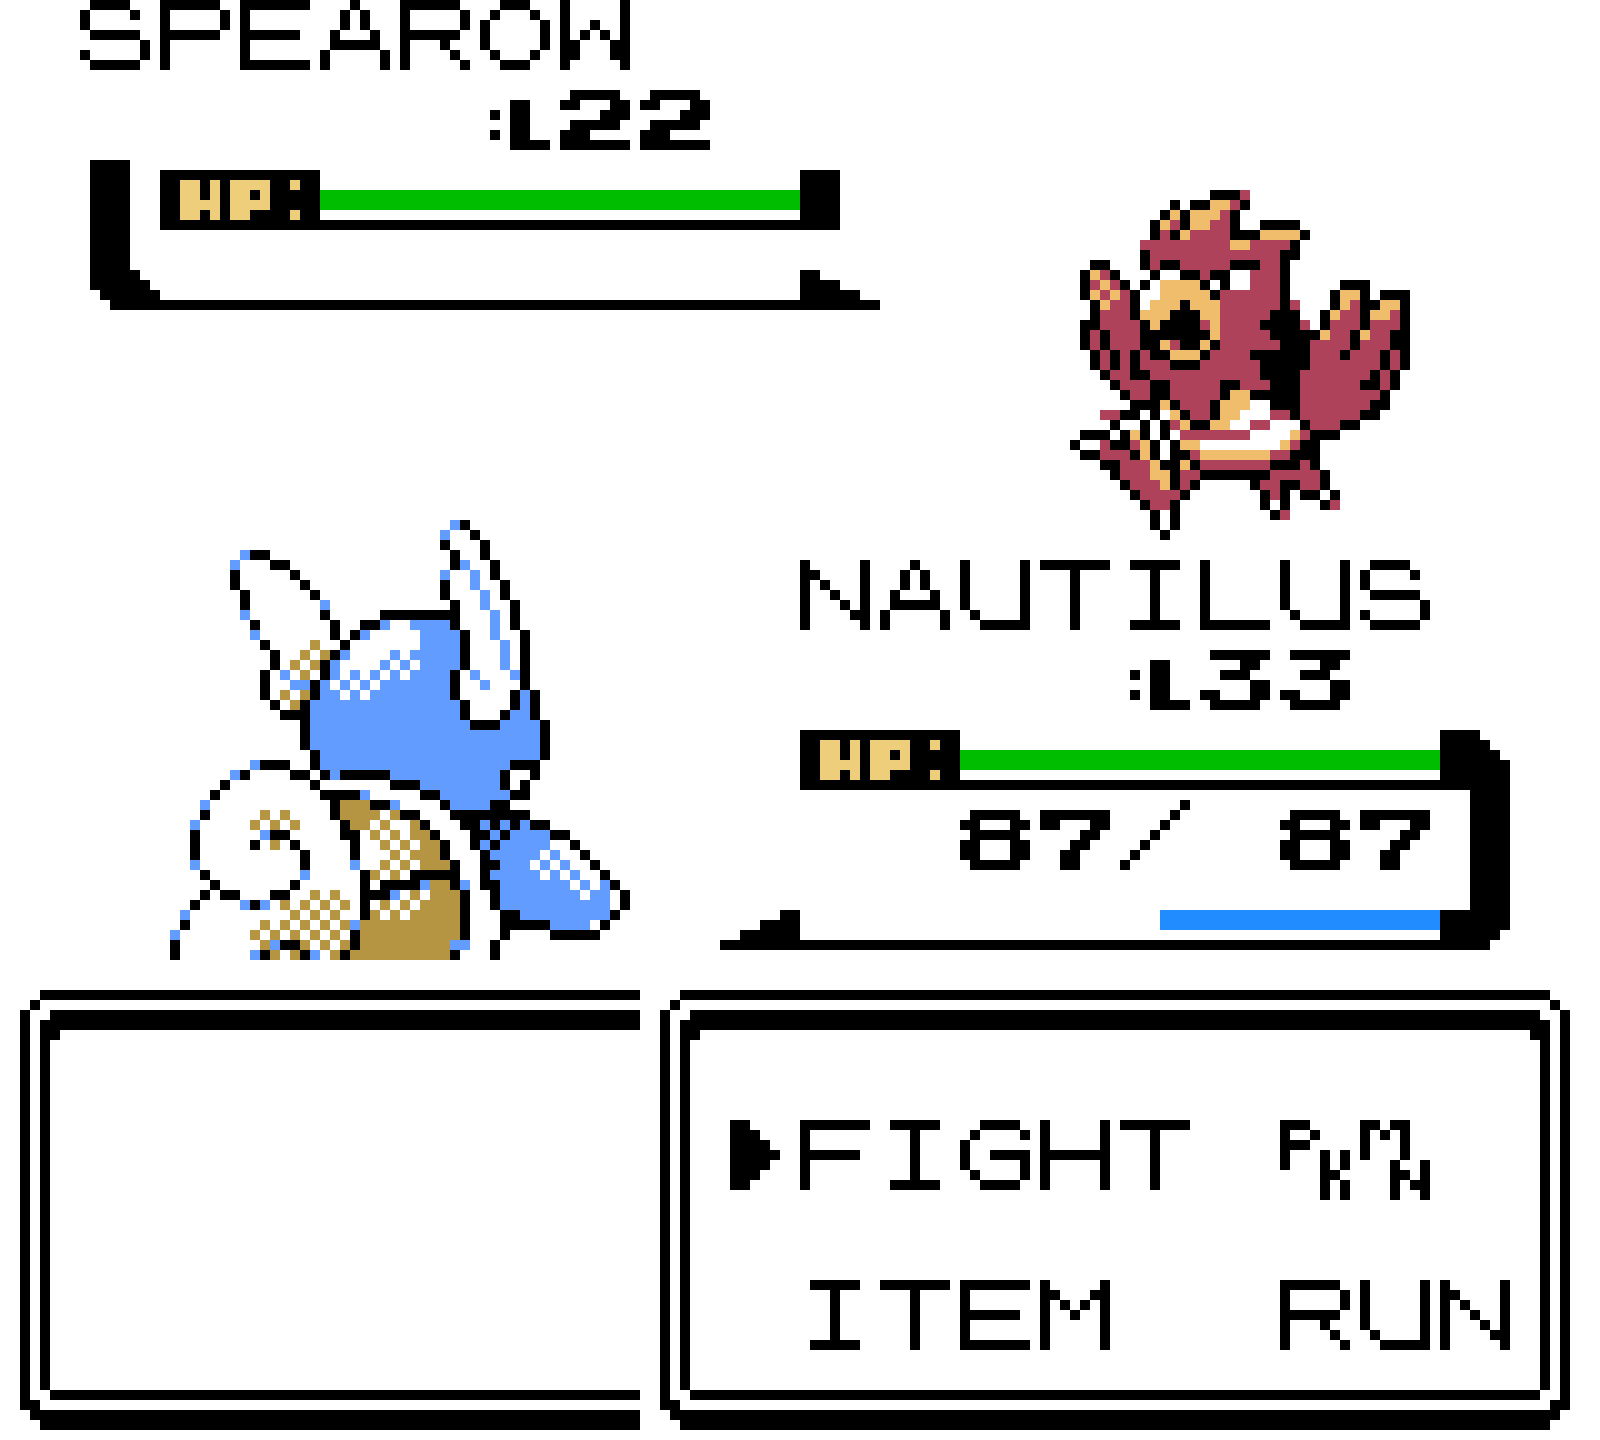 SPEAROW
:L22
HP:
NAUTILUS
:L33
HP:
87/ 87
▶FIGHT PKMN
ITEM RUN